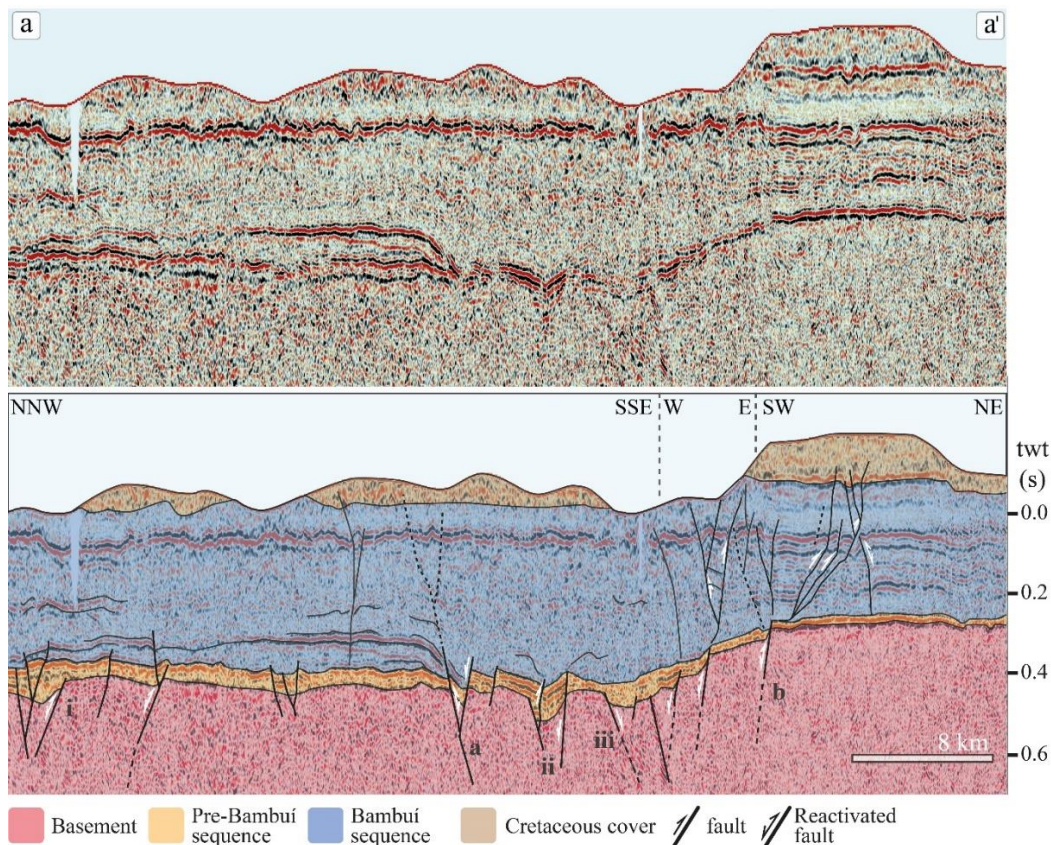 a a'
NNW SSE W E SW NE
twt
(s)
0.0
0.2
0.4
0.6
i a ii iii b
8 km
Basement Pre-Bambuí sequence Bambuí sequence Cretaceous cover fault Reactivated fault